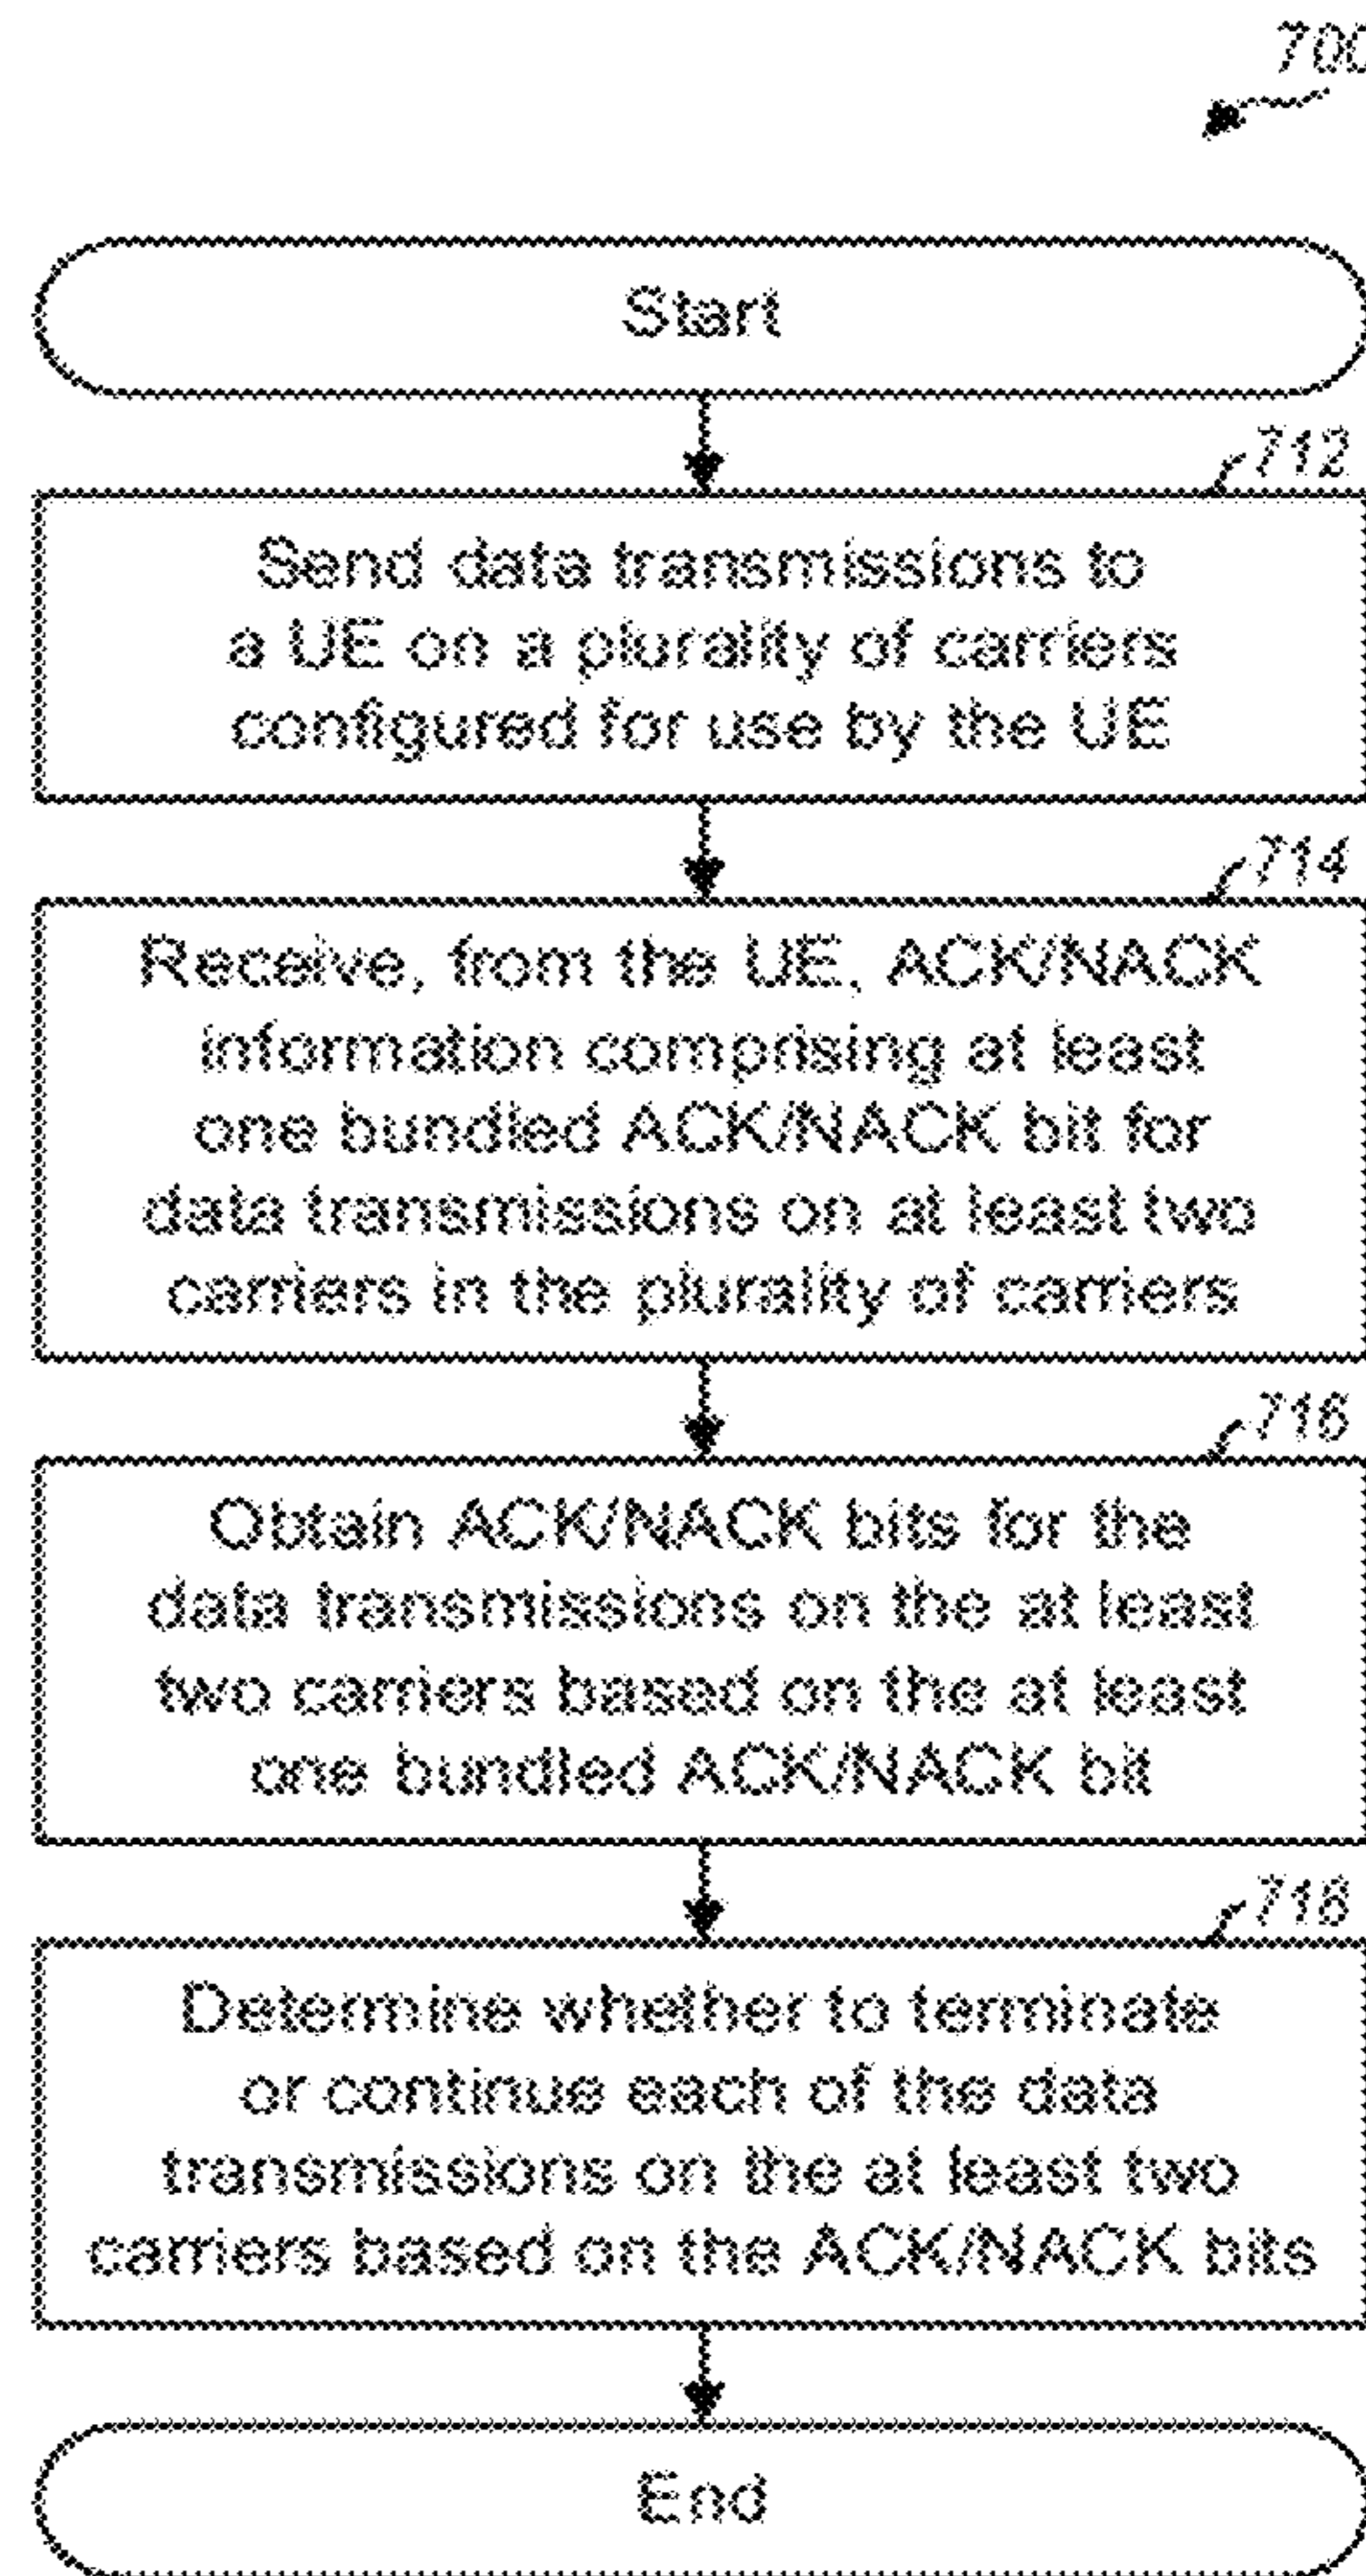 700
Start
712
Send data transmissions to
a UE on a plurality of carriers
configured for use by the UE
714
Receive, from the UE, ACK/NACK
information comprising at least
one bundled ACK/NACK bit for
data transmissions on at least two
carriers in the plurality of carriers
716
Obtain ACK/NACK bits for the
data transmissions on the at least
two carriers based on the at least
one bundled ACK/NACK bit
718
Determine whether to terminate
or continue each of the data
transmissions on the at least two
carriers based on the ACK/NACK bits
End